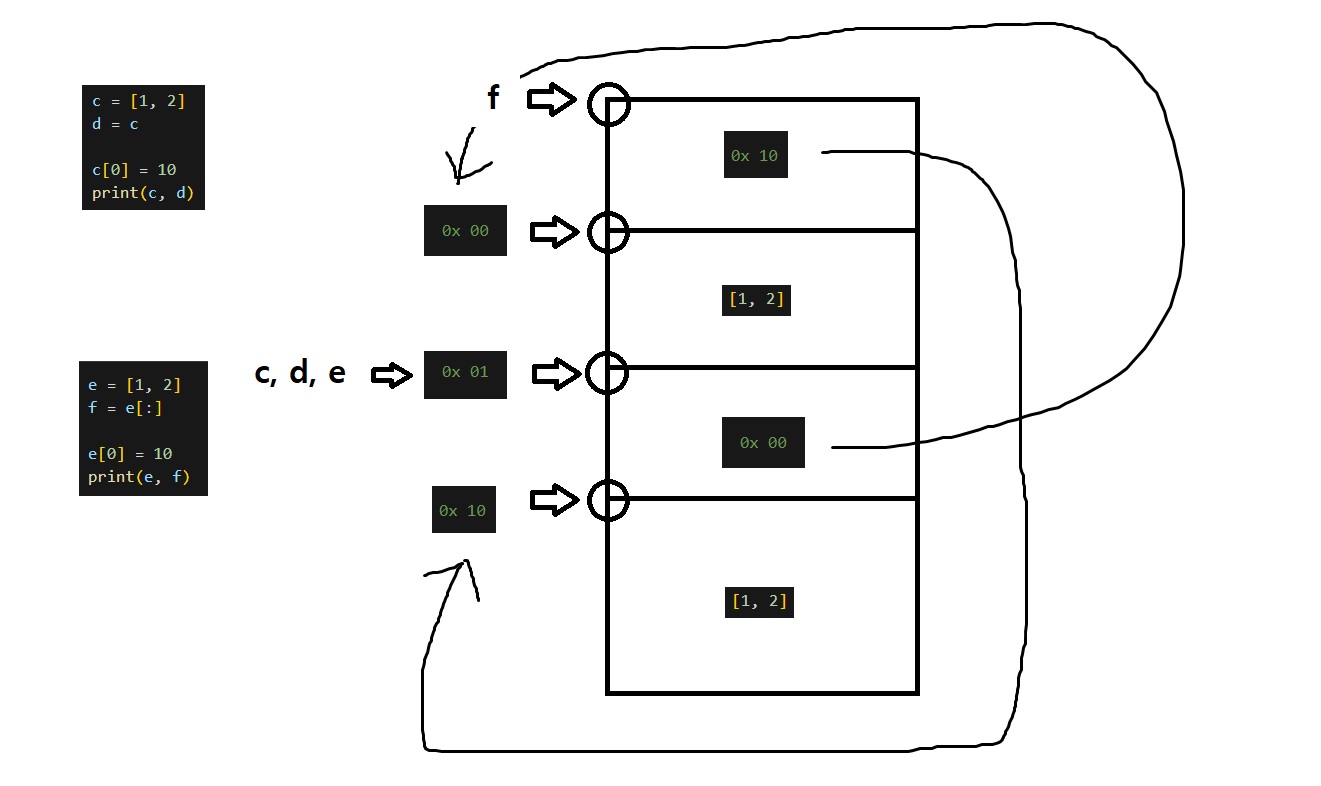 c = [1, 2]
d = c
c[0] = 10
print(c, d)
e = [1, 2]
f = e[:]
e[0] = 10
print(e, f)
f
0x 10
0x 00
[1, 2]
c, d, e
0x 01
0x 00
0x 10
[1, 2]